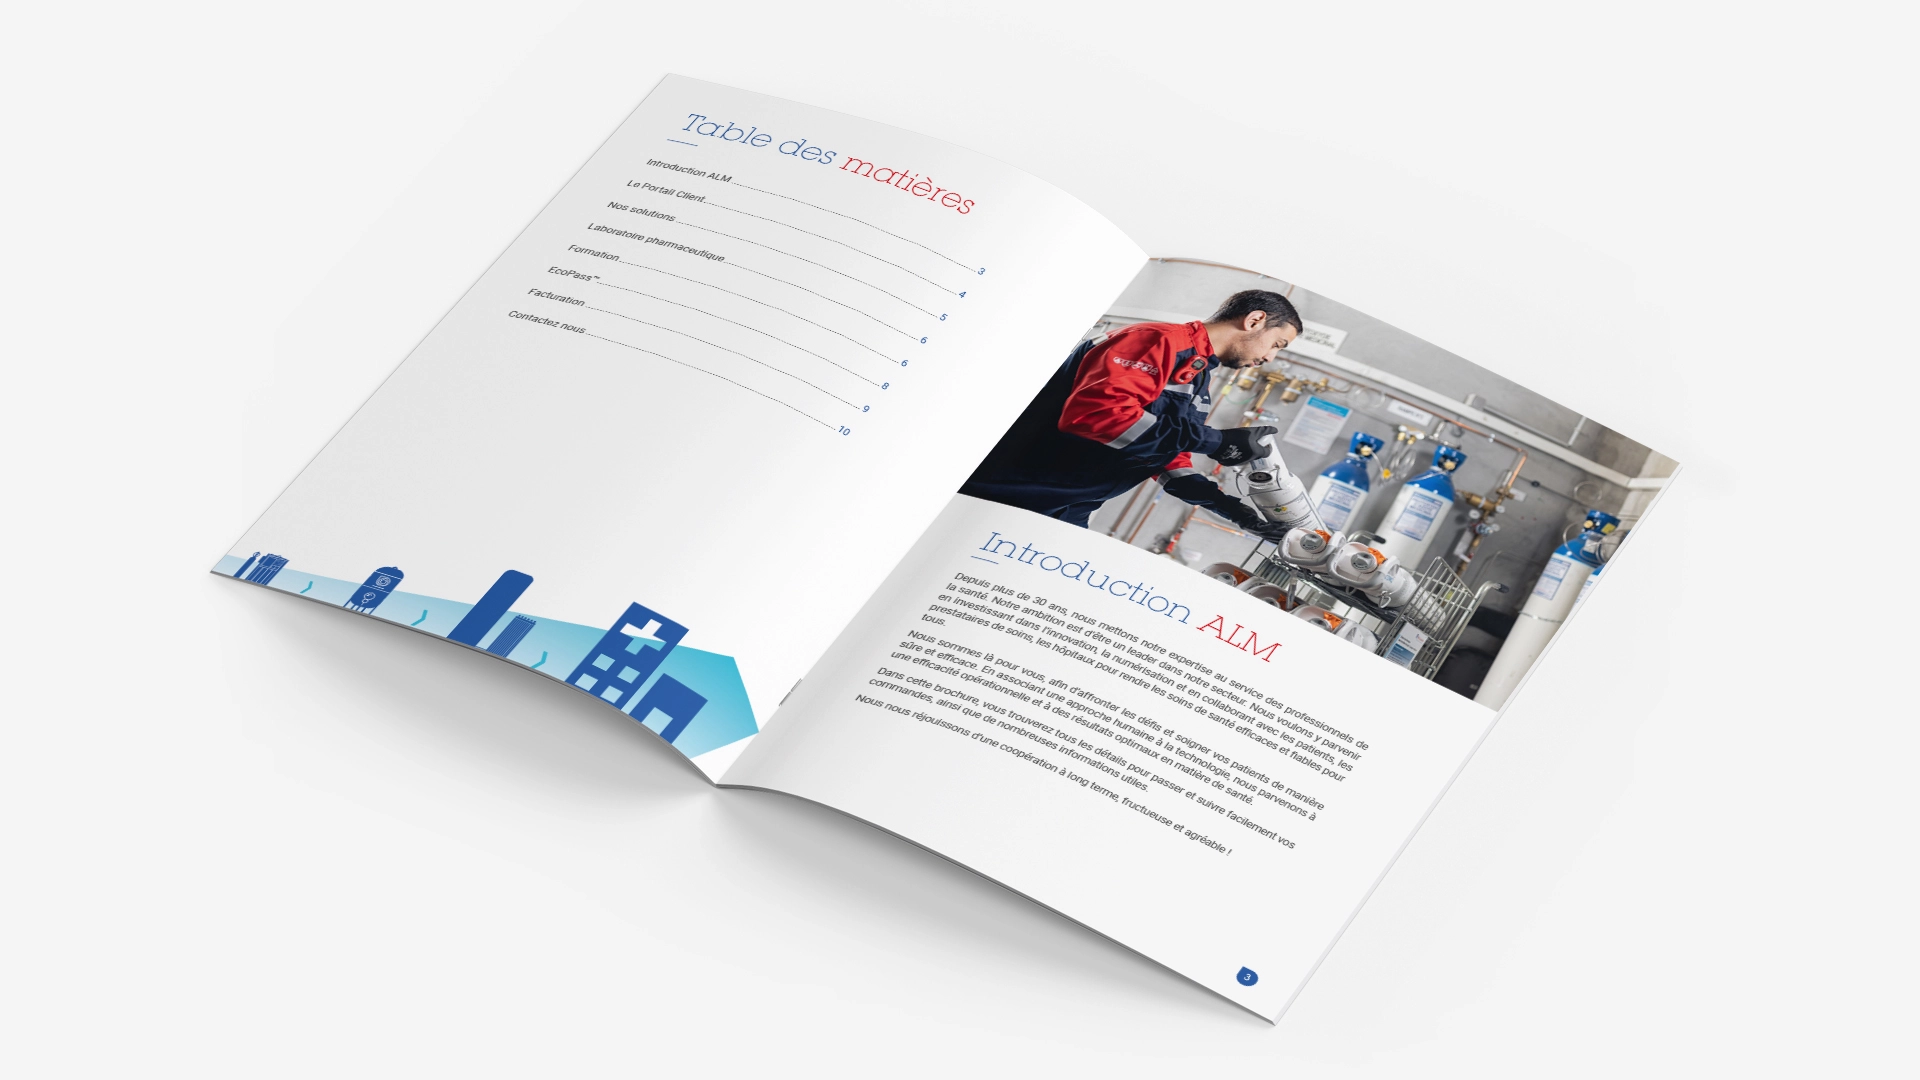 Table des matières
Introduction ALM 3
Le Portail Client 4
Nos solutions 5
Laboratoire pharmaceutique 6
Formation 6
EcoPass™ 8
Facturation 9
Contactez nous 10
Introduction ALM
Depuis plus de 30 ans, nous mettons notre expertise au service des professionnels de
la santé. Notre ambition est d'être un leader dans notre secteur. Nous voulons y parvenir
en investissant dans l'innovation, la numérisation et en collaborant avec les patients, les
prestataires de soins, les hôpitaux pour rendre les soins de santé efficaces et fiables pour
tous.
Nous sommes là pour vous, afin d'affronter les défis et soigner vos patients de manière
sûre et efficace. En associant une approche humaine à la technologie, nous parvenons à
une efficacité opérationnelle et à des résultats optimaux en matière de santé.
Dans cette brochure, vous trouverez tous les détails pour passer et suivre facilement vos
commandes, ainsi que de nombreuses informations utiles.
Nous nous réjouissons d'une coopération à long terme, fructueuse et agréable !
3